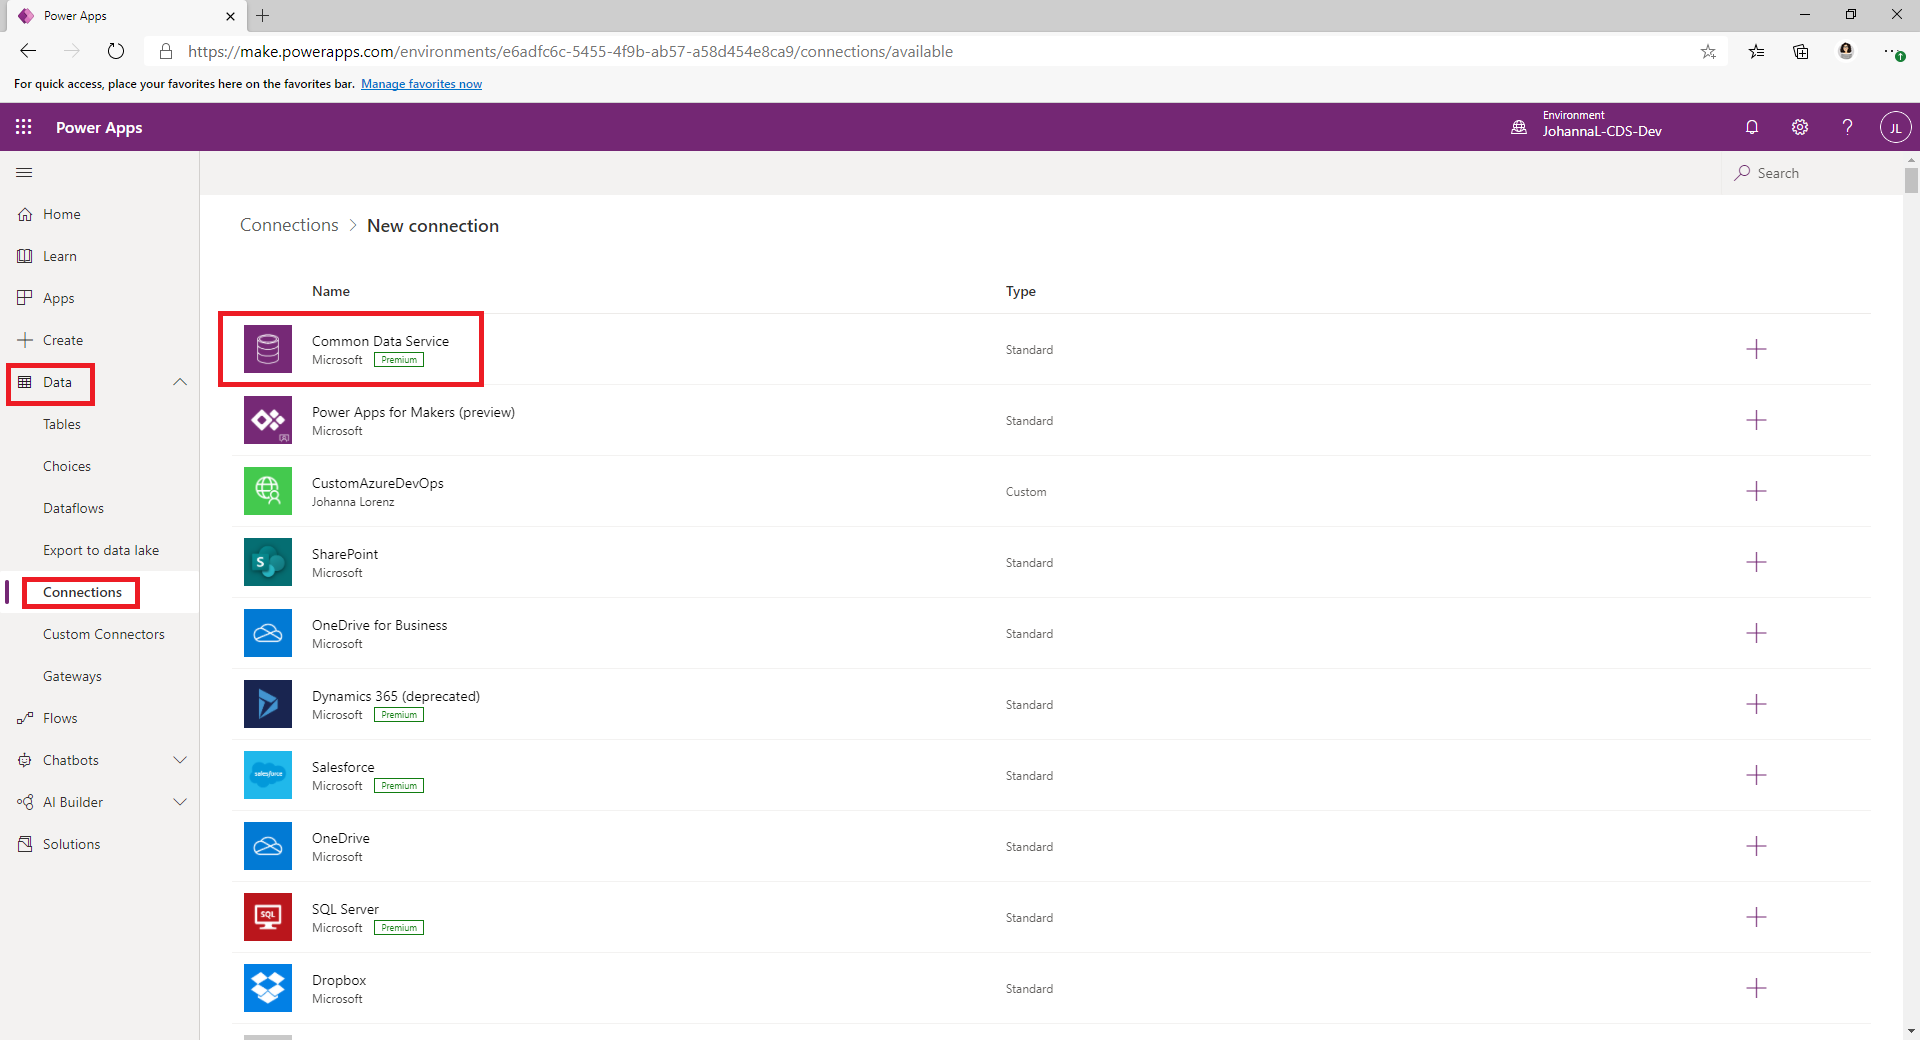 Power Apps
https://make.powerapps.com/environments/e6adfc6c-5455-4f9b-ab57-a58d454e8ca9/connections/available
For quick access, place your favorites here on the favorites bar. Manage favorites now
Power Apps
Environment
JohannaL-CDS-Dev
JL
Search
Home
Learn
Apps
Create
Data
Tables
Choices
Dataflows
Export to data lake
Connections
Custom Connectors
Gateways
Flows
Chatbots
AI Builder
Solutions
Connections > New connection
Name Type
Common Data Service
Microsoft Premium
Standard
Power Apps for Makers (preview)
Microsoft
Standard
CustomAzureDevOps
Johanna Lorenz
Custom
S
SharePoint
Microsoft
Standard
OneDrive for Business
Microsoft
Standard
Dynamics 365 (deprecated)
Microsoft Premium
Standard
salesforce
Salesforce
Microsoft Premium
Standard
OneDrive
Microsoft
Standard
SQL
SQL Server
Microsoft Premium
Standard
Dropbox
Microsoft
Standard